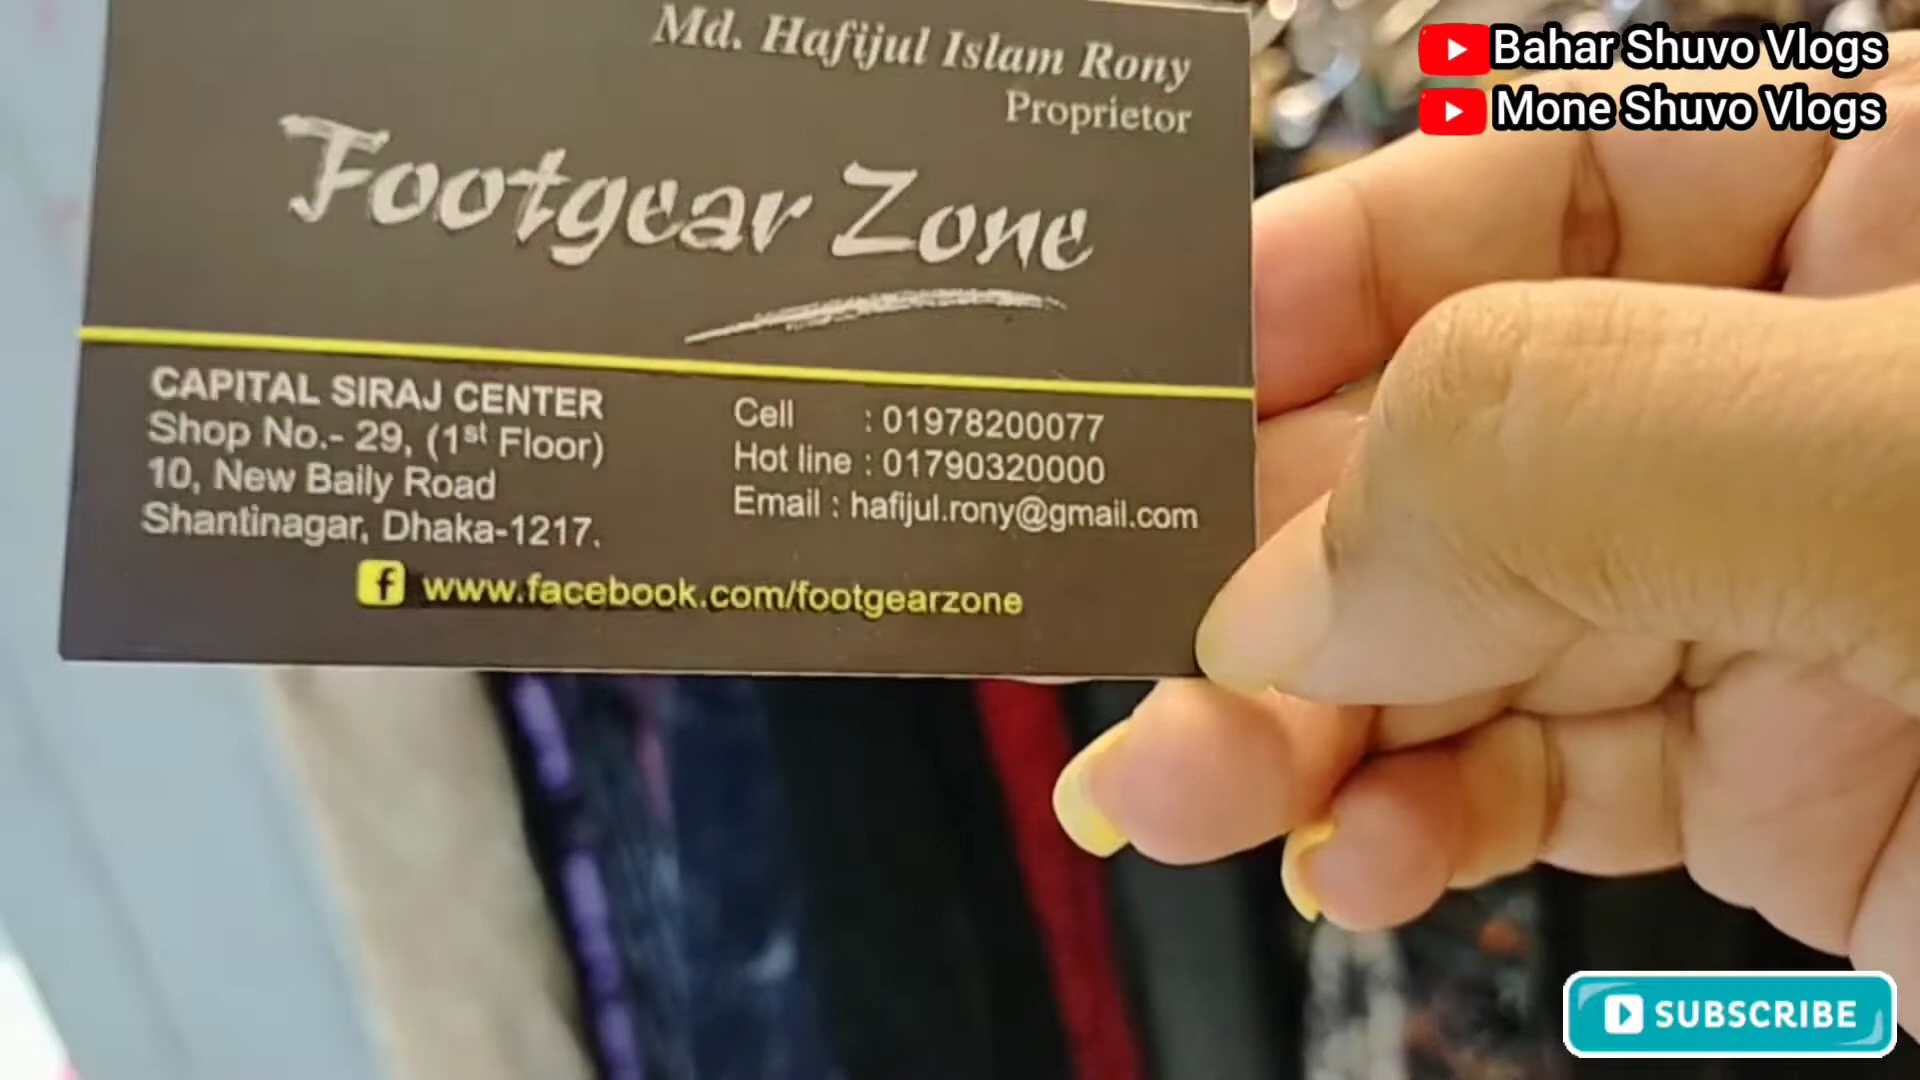 Md. Hafijul Islam Rony
Proprietor
Footgear Zone
CAPITAL SIRAJ CENTER
Shop No.- 29, (1st Floor)
10, New Baily Road
Shantinagar, Dhaka-1217.
Cell : 01978200077
Hot line : 01790320000
Email : hafijul.rony@gmail.com
f www.facebook.com/footgearzone
Bahar Shuvo Vlogs
Mone Shuvo Vlogs
SUBSCRIBE